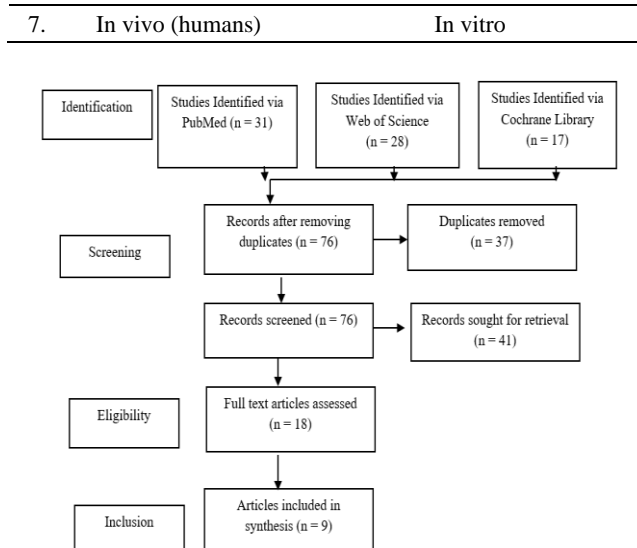 7. In vivo (humans) In vitro
Identification
Studies Identified via
PubMed (n = 31)
Studies Identified via
Web of Science
(n = 28)
Studies Identified via
Cochrane Library
(n = 17)
Screening
Records after removing
duplicates (n = 76)
Duplicates removed
(n = 37)
Records screened (n = 76)
Records sought for retrieval
(n = 41)
Eligibility
Full text articles assessed
(n = 18)
Inclusion
Articles included in
synthesis (n = 9)